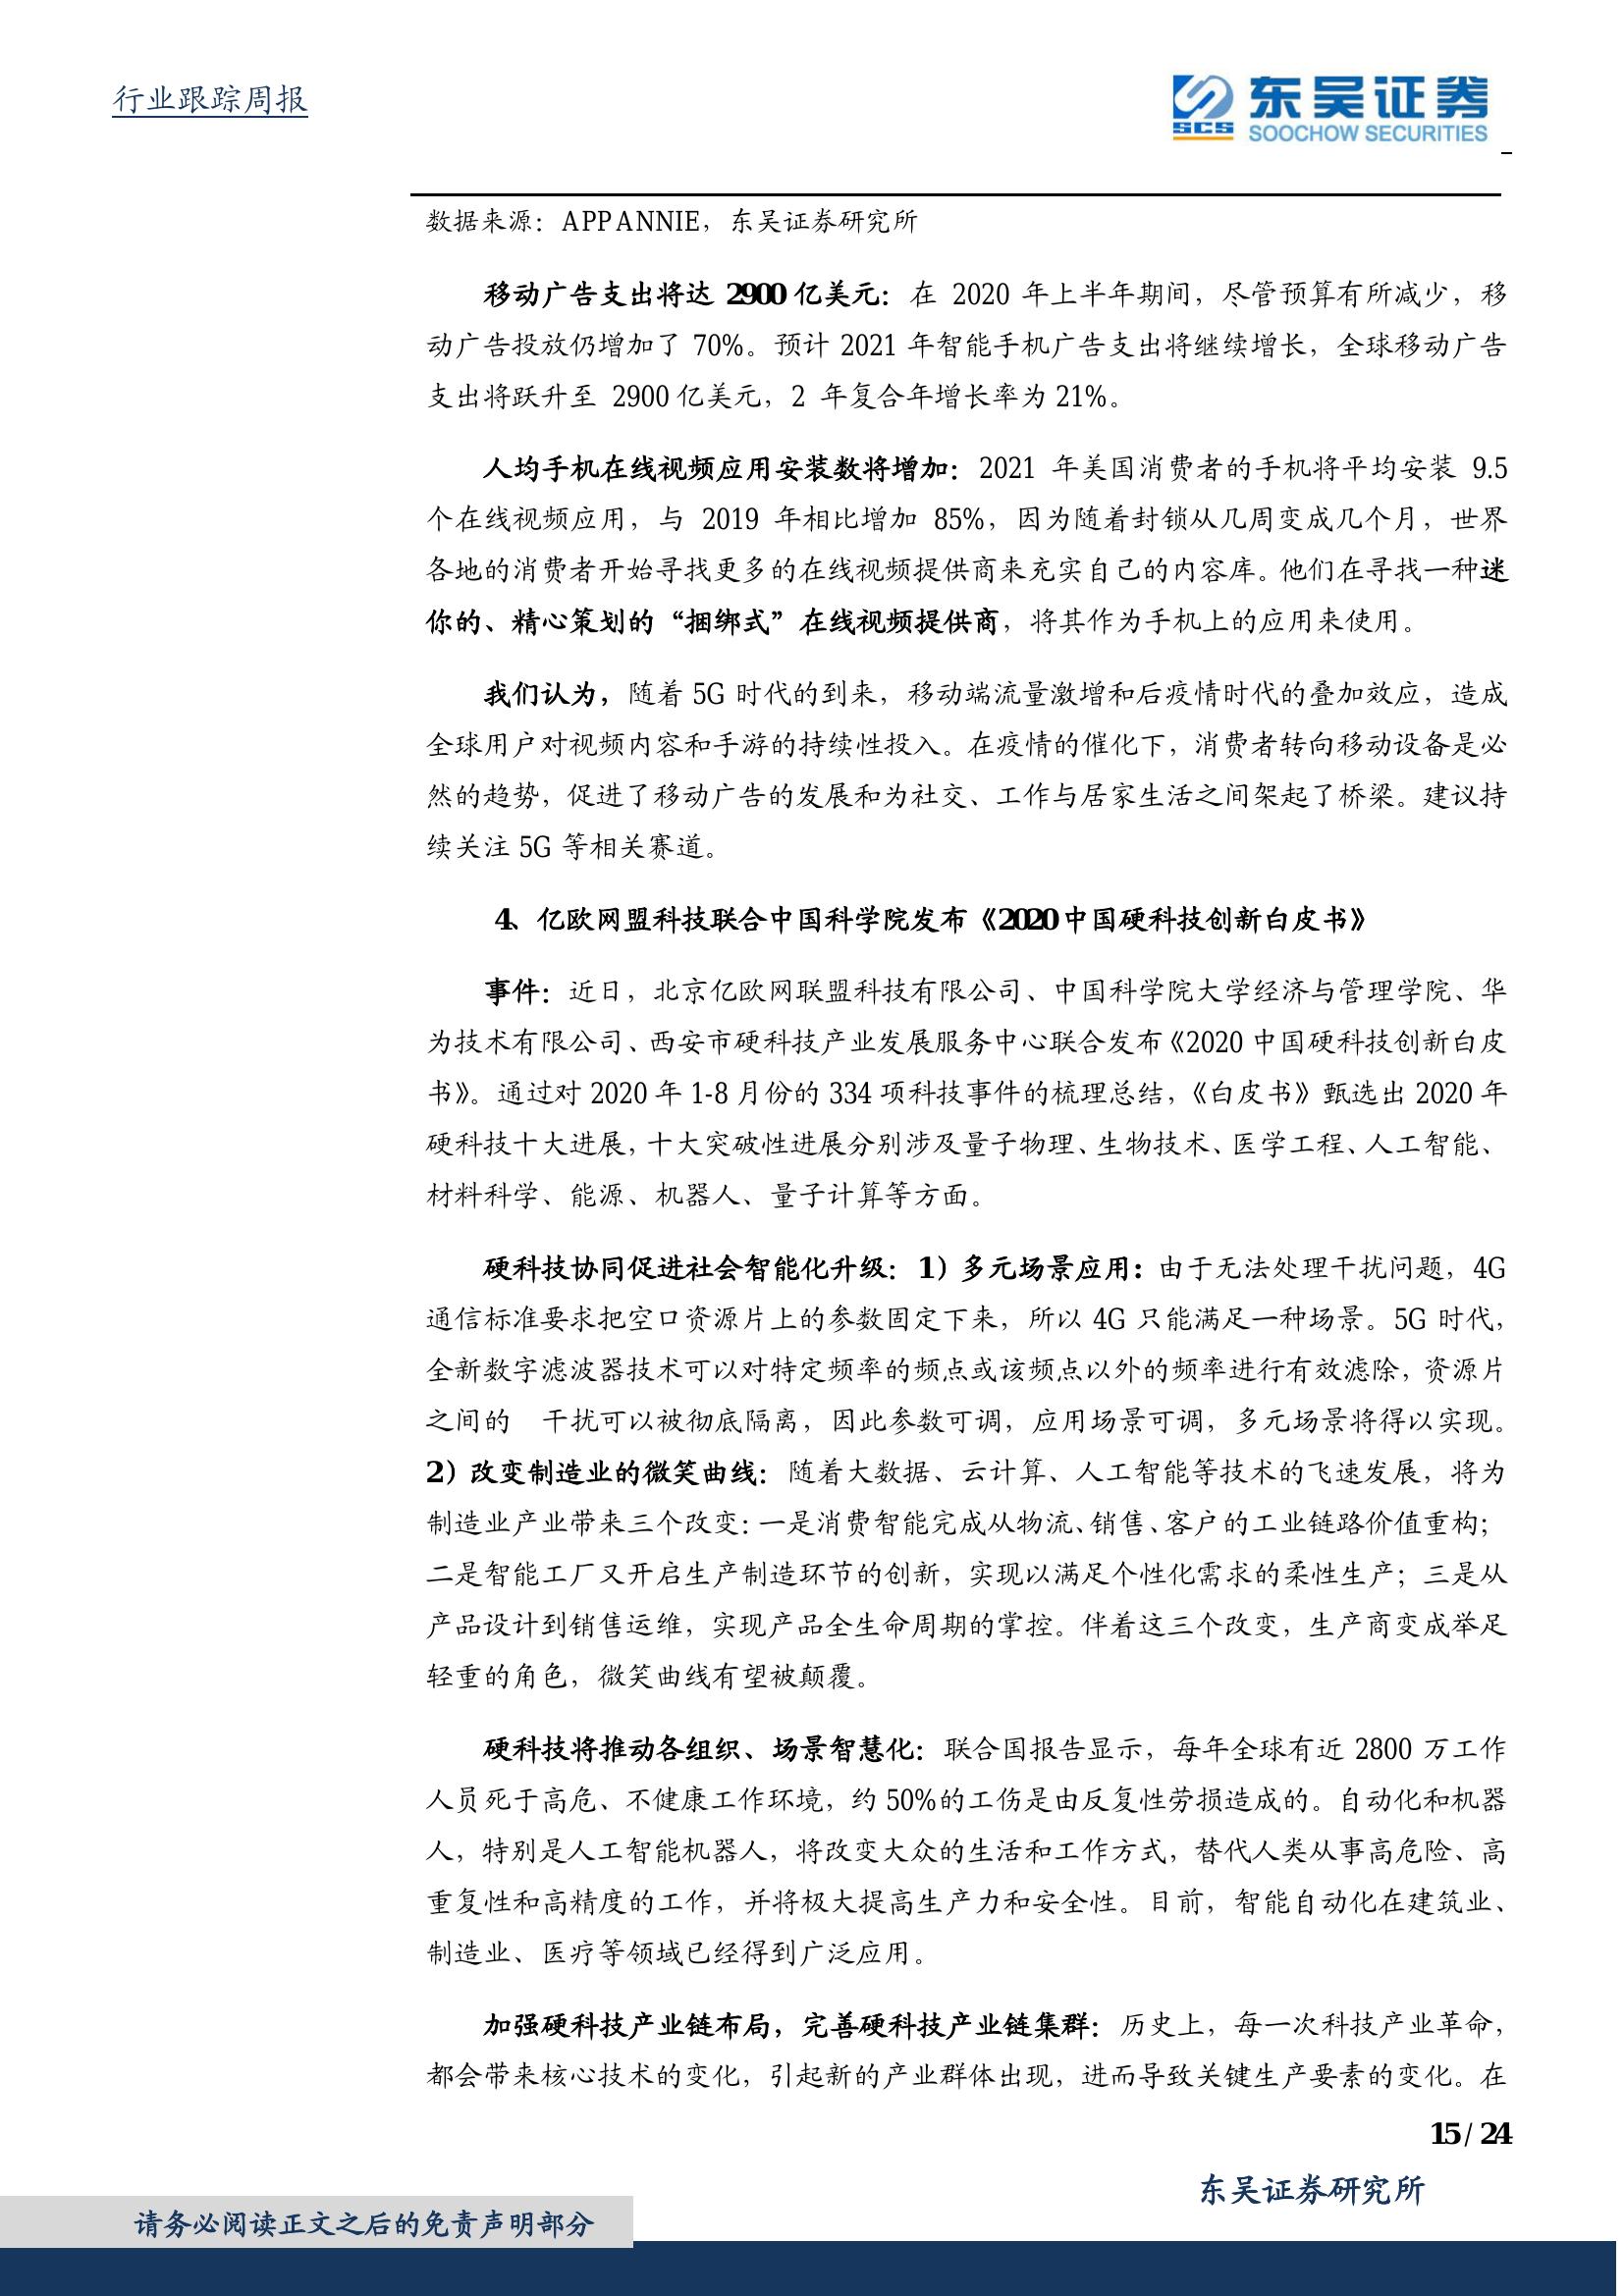 行业跟踪周报
东吴证券
SCS
SOOCHOW SECURITIES
数据来源：APP ANNIE，东吴证券研究所
移动广告支出将达 2900 亿美元：在 2020 年上半年期间，尽管预算有所减少，移
动广告投放仍增加了 70%。预计 2021 年智能手机广告支出将继续增长，全球移动广告
支出将跃升至 2900 亿美元，2 年复合年增长率为 21%。
人均手机在线视频应用安装数将增加：2021 年美国消费者的手机将平均安装 9.5
个在线视频应用，与 2019 年相比增加 85%，因为随着封锁从几周变成几个月，世界
各地的消费者开始寻找更多的在线视频提供商来充实自己的内容库。他们在寻找一种迷
你的、精心策划的“捆绑式”在线视频提供商，将其作为手机上的应用来使用。
我们认为，随着 5G 时代的到来，移动端流量激增和后疫情时代的叠加效应，造成
全球用户对视频内容和手游的持续性投入。在疫情的催化下，消费者转向移动设备是必
然的趋势，促进了移动广告的发展和为社交、工作与居家生活之间架起了桥梁。建议持
续关注 5G 等相关赛道。
4、亿欧网盟科技联合中国科学院发布《2020 中国硬科技创新白皮书》
事件：近日，北京亿欧网联盟科技有限公司、中国科学院大学经济与管理学院、华
为技术有限公司、西安市硬科技产业发展服务中心联合发布《2020 中国硬科技创新白皮
书》。通过对 2020 年 1-8 月份的 334 项科技事件的梳理总结，《白皮书》甄选出 2020 年
硬科技十大进展，十大突破性进展分别涉及量子物理、生物技术、医学工程、人工智能、
材料科学、能源、机器人、量子计算等方面。
硬科技协同促进社会智能化升级：1）多元场景应用：由于无法处理干扰问题，4G
通信标准要求把空口资源片上的参数固定下来，所以 4G 只能满足一种场景。5G 时代，
全新数字滤波器技术可以对特定频率的频点或该频点以外的频率进行有效滤除，资源片
之间的 干扰可以被彻底隔离，因此参数可调，应用场景可调，多元场景将得以实现。
2）改变制造业的微笑曲线：随着大数据、云计算、人工智能等技术的飞速发展，将为
制造业产业带来三个改变：一是消费智能完成从物流、销售、客户的工业链路价值重构；
二是智能工厂又开启生产制造环节的创新，实现以满足个性化需求的柔性生产；三是从
产品设计到销售运维，实现产品全生命周期的掌控。伴着这三个改变，生产商变成举足
轻重的角色，微笑曲线有望被颠覆。
硬科技将推动各组织、场景智慧化：联合国报告显示，每年全球有近 2800 万工作
人员死于高危、不健康工作环境，约 50%的工伤是由反复性劳损造成的。自动化和机器
人，特别是人工智能机器人，将改变大众的生活和工作方式，替代人类从事高危险、高
重复性和高精度的工作，并将极大提高生产力和安全性。目前，智能自动化在建筑业、
制造业、医疗等领域已经得到广泛应用。
加强硬科技产业链布局，完善硬科技产业链集群：历史上，每一次科技产业革命，
都会带来核心技术的变化，引起新的产业群体出现，进而导致关键生产要素的变化。在
15 / 24
东吴证券研究所
请务必阅读正文之后的免责声明部分